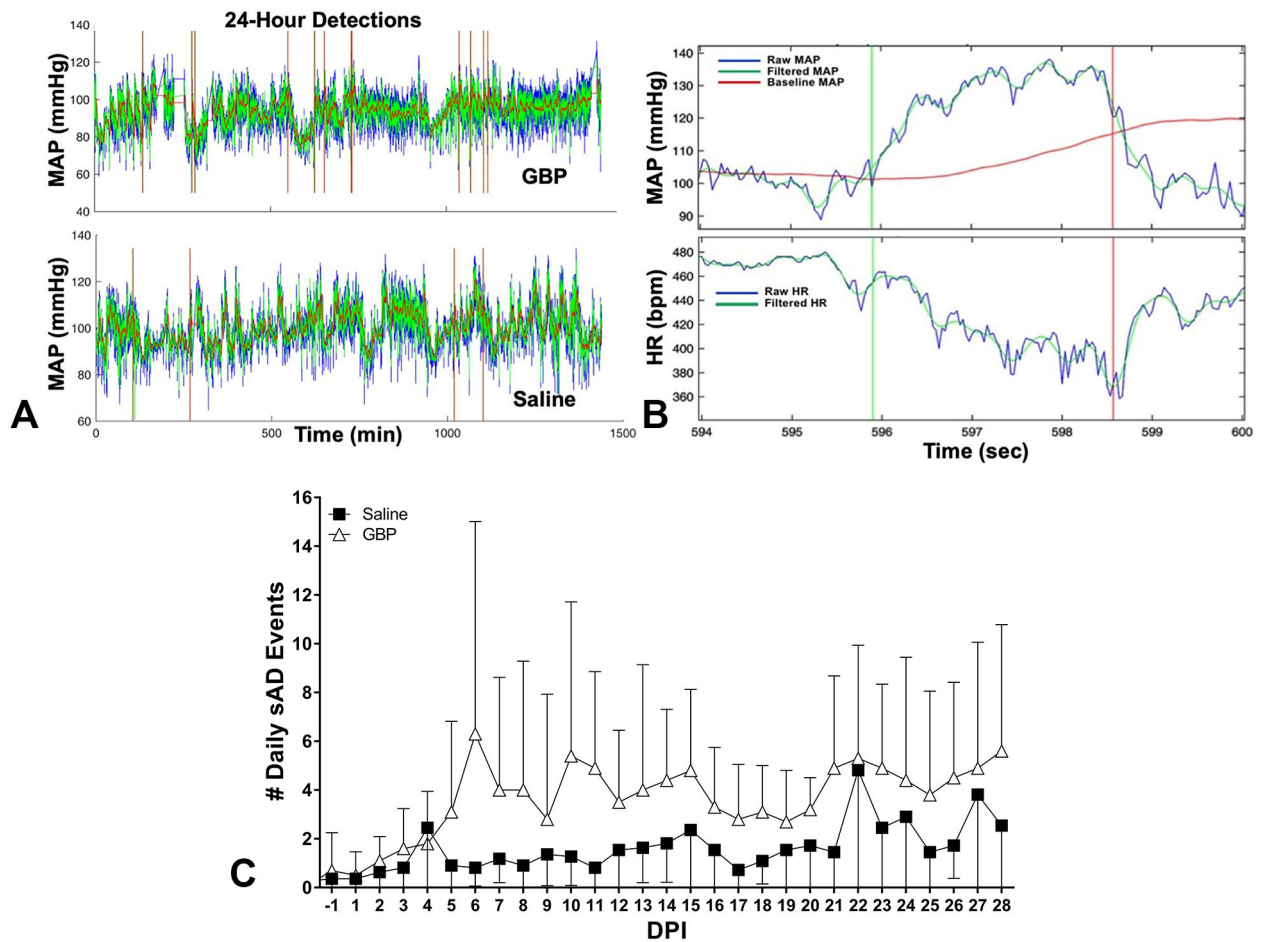 24-Hour Detections
140
120
100
80
60
40
MAP (mmHg)
GBP
140
120
100
80
60
MAP (mmHg)
Saline
0 500 1000 1500
Time (min)
A
140
130
120
110
100
90
MAP (mmHg)
Raw MAP
Filtered MAP
Baseline MAP
480
460
440
420
400
380
360
HR (bpm)
Raw HR
Filtered HR
594 595 596 597 598 599 600
Time (sec)
B
16
14
12
10
8
6
4
2
0
# Daily sAD Events
Saline
GBP
-1 1 2 3 4 5 6 7 8 9 10 11 12 13 14 15 16 17 18 19 20 21 22 23 24 25 26 27 28
DPI
C